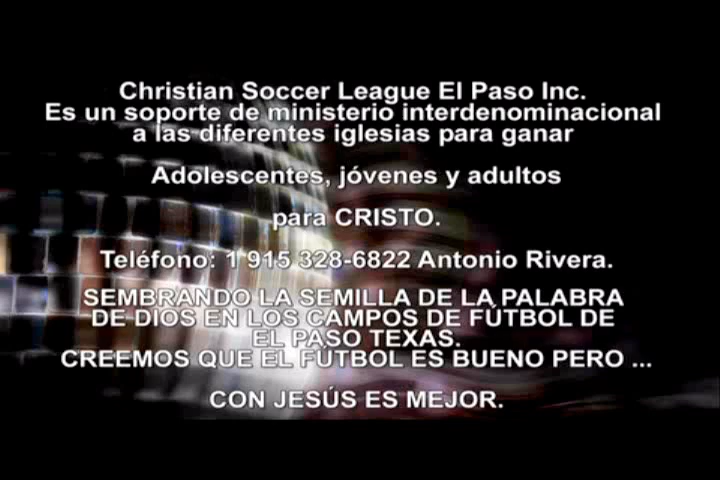 Christian Soccer League El Paso Inc.
Es un soporte de ministerio interdenominacional
a las diferentes iglesias para ganar
Adolescentes, jóvenes y adultos
para CRISTO.
Teléfono: 1 915 328-6822 Antonio Rivera.
SEMBRANDO LA SEMILLA DE LA PALABRA
DE DIOS EN LOS CAMPOS DE FÚTBOL DE
EL PASO TEXAS.
CREEMOS QUE EL FÚTBOL ES BUENO PERO ...
CON JESÚS ES MEJOR.